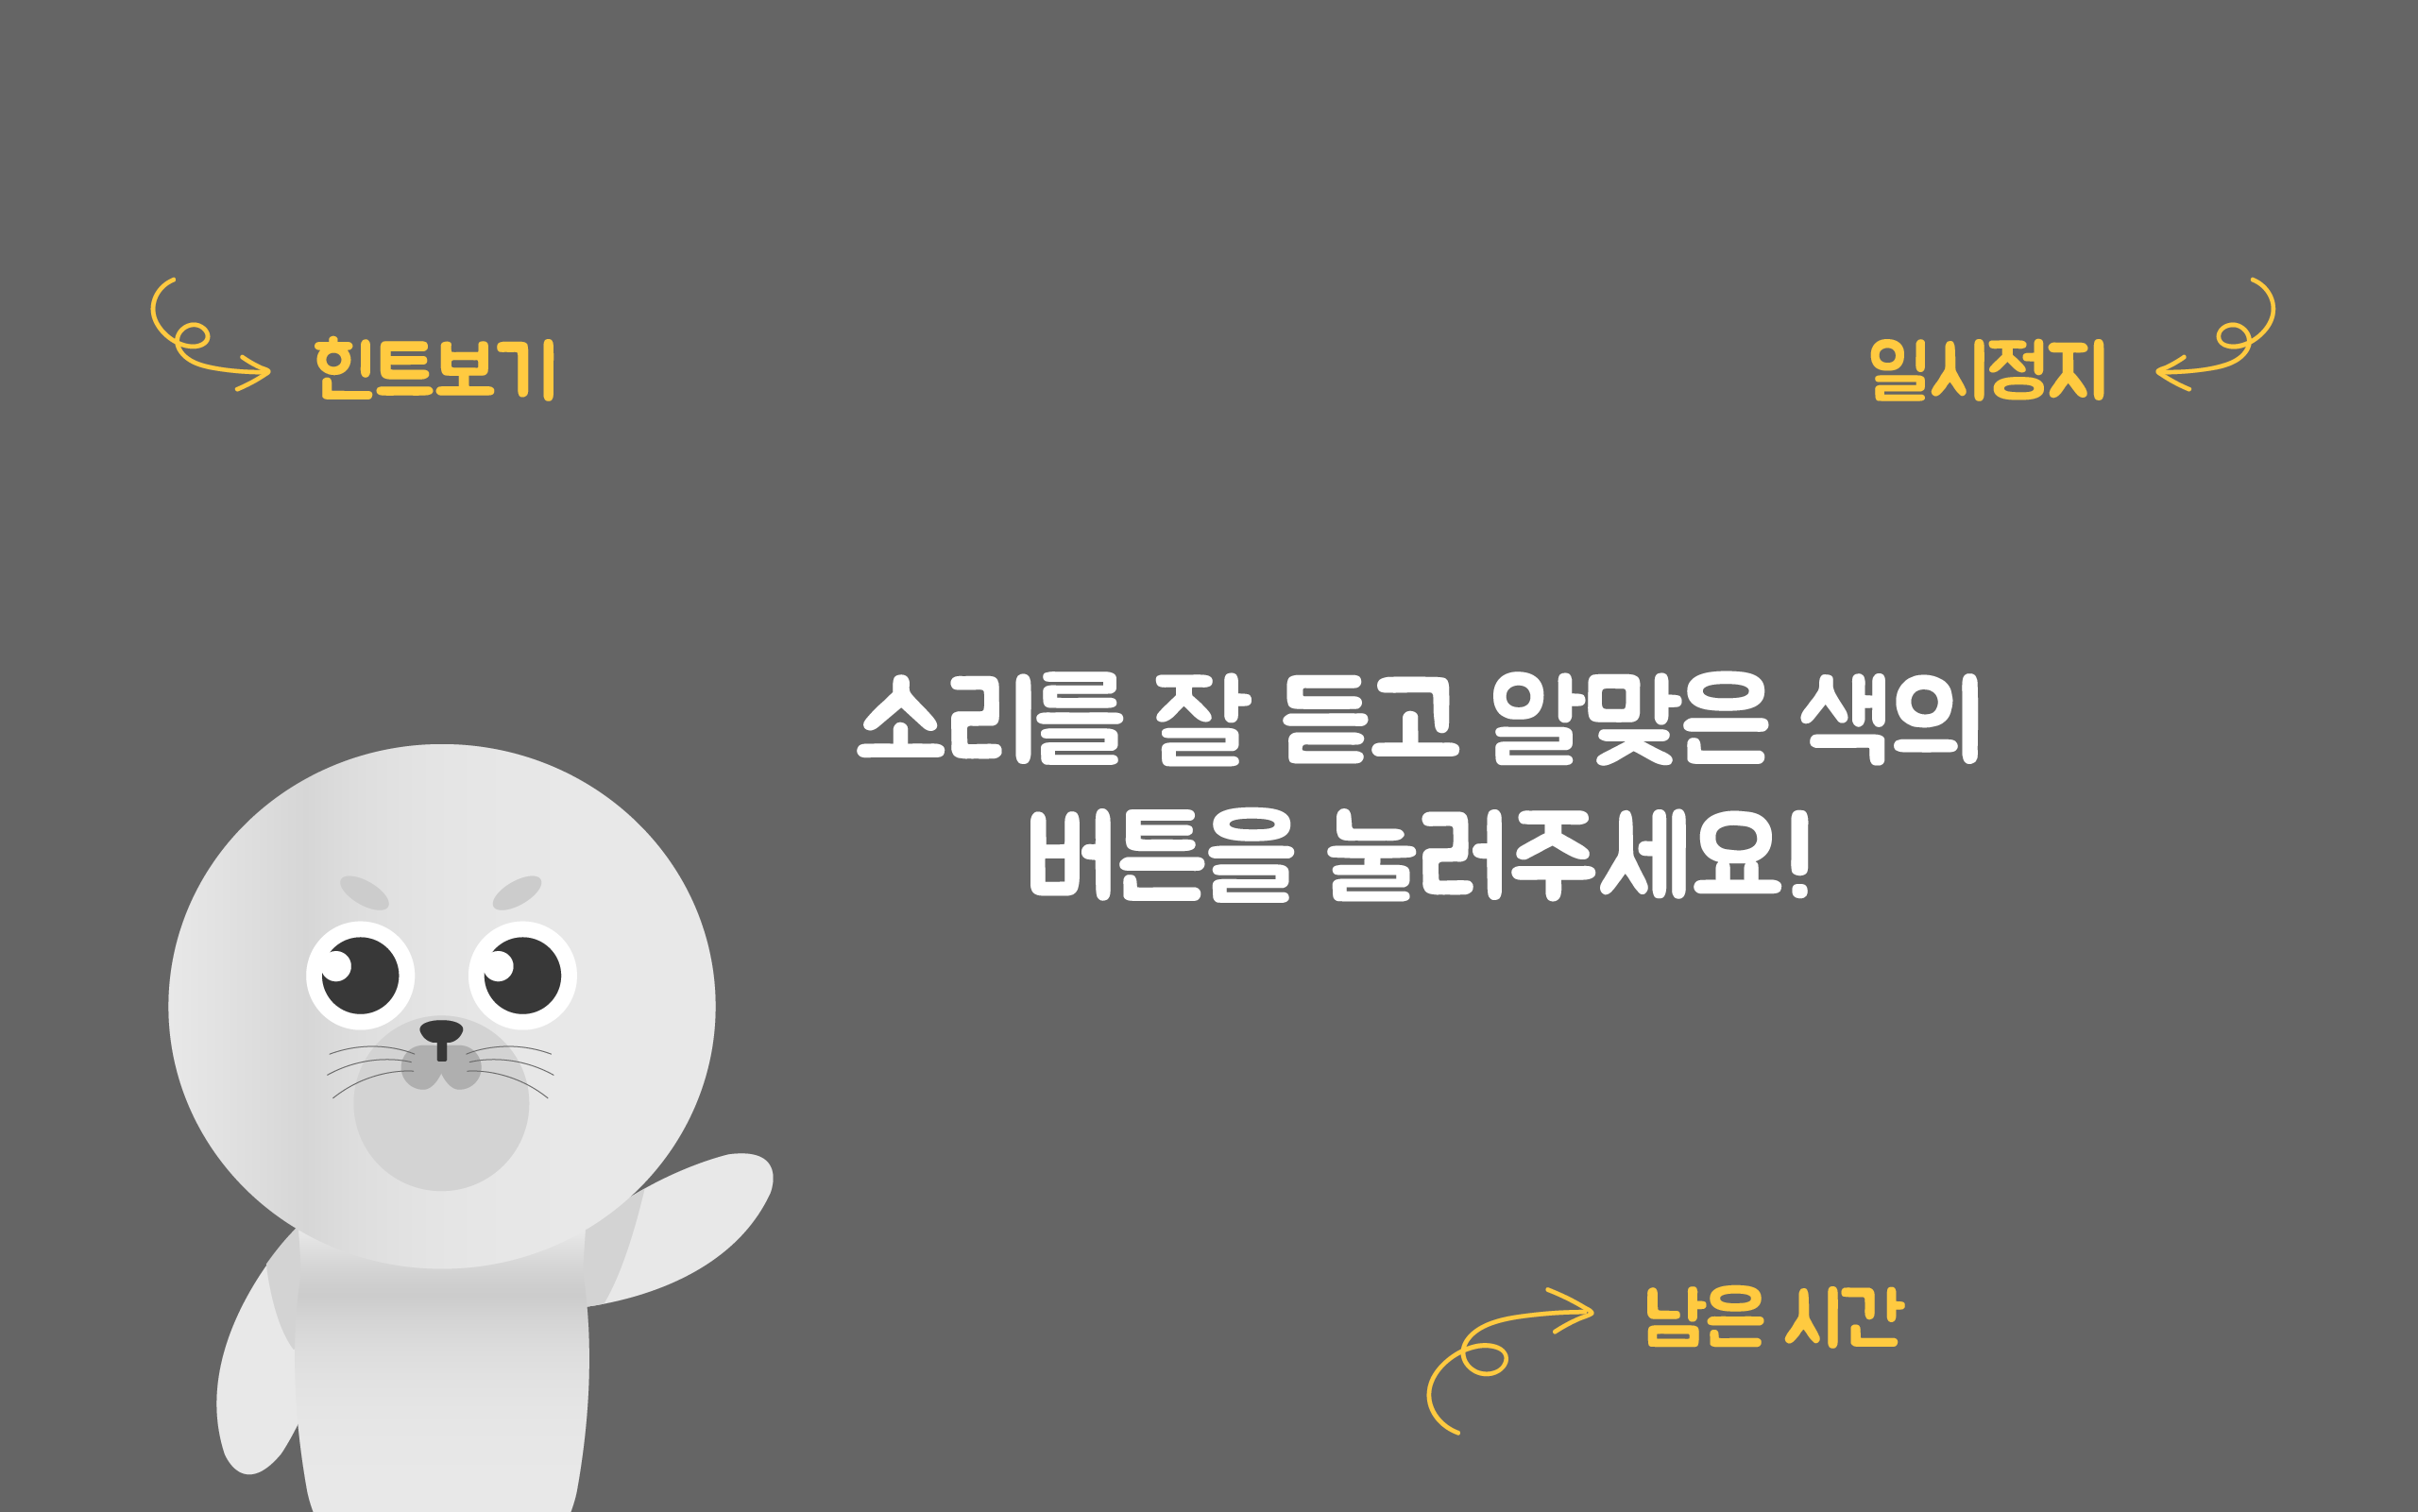 힌트보기
일시정지
소리를 잘 듣고 알맞은 색의
버튼을 눌러주세요!
남은 시간